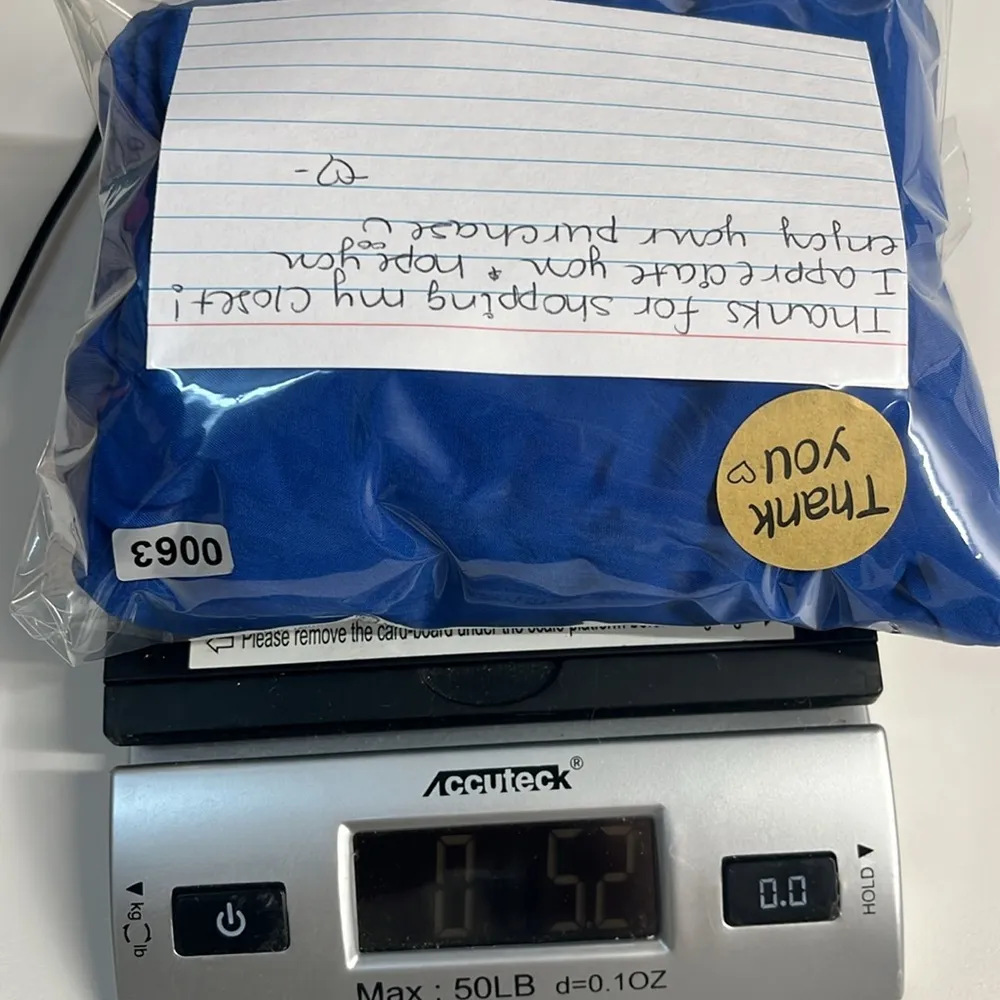 Thanks for shopping my closet!
I appreciate you + hope you
enjoy your purchase
Thank
you
0063
Please remove the card-board under the scale platform
ACCUTECK®
0 52
kg lb
0.0
HOLD
Max : 50LB d=0.1OZ